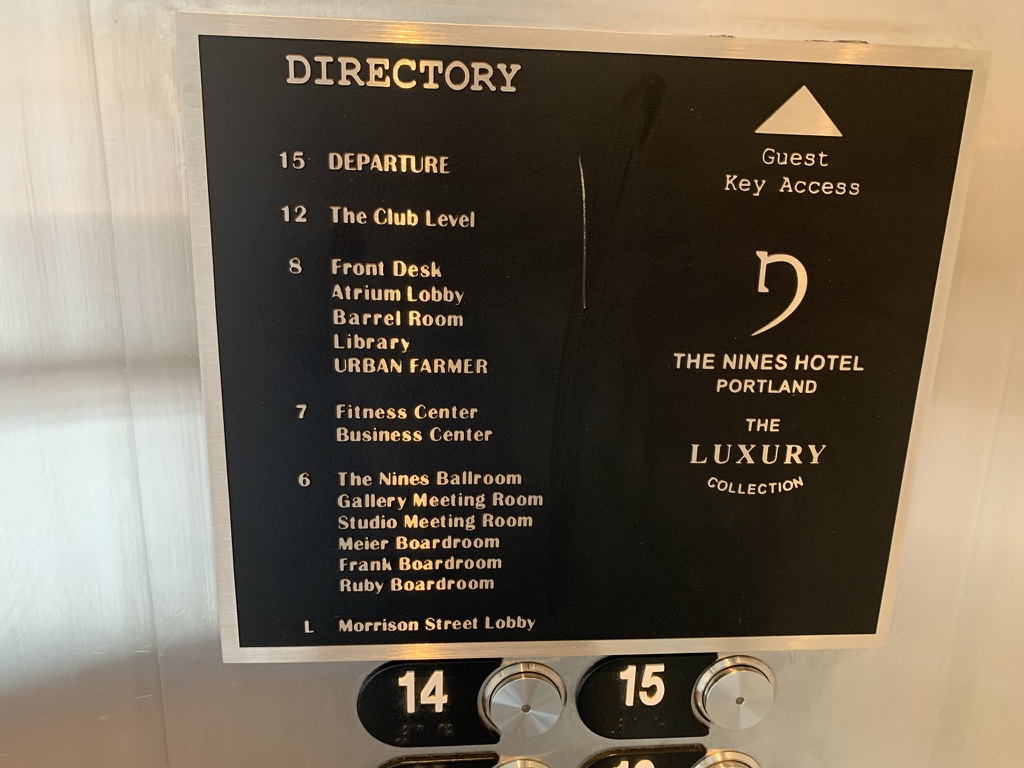 DIRECTORY
15 DEPARTURE
12 The Club Level
8 Front Desk
Atrium Lobby
Barrel Room
Library
URBAN FARMER
7 Fitness Center
Business Center
6 The Nines Ballroom
Gallery Meeting Room
Studio Meeting Room
Meier Boardroom
Frank Boardroom
Ruby Boardroom
L Morrison Street Lobby
Guest
Key Access
n
THE NINES HOTEL
PORTLAND
THE
LUXURY
COLLECTION
14
15